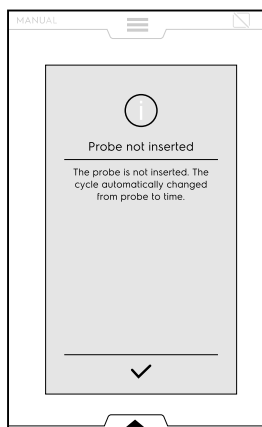 MANUAL
i
Probe not inserted
The probe is not inserted. The
cycle automatically changed
from probe to time.